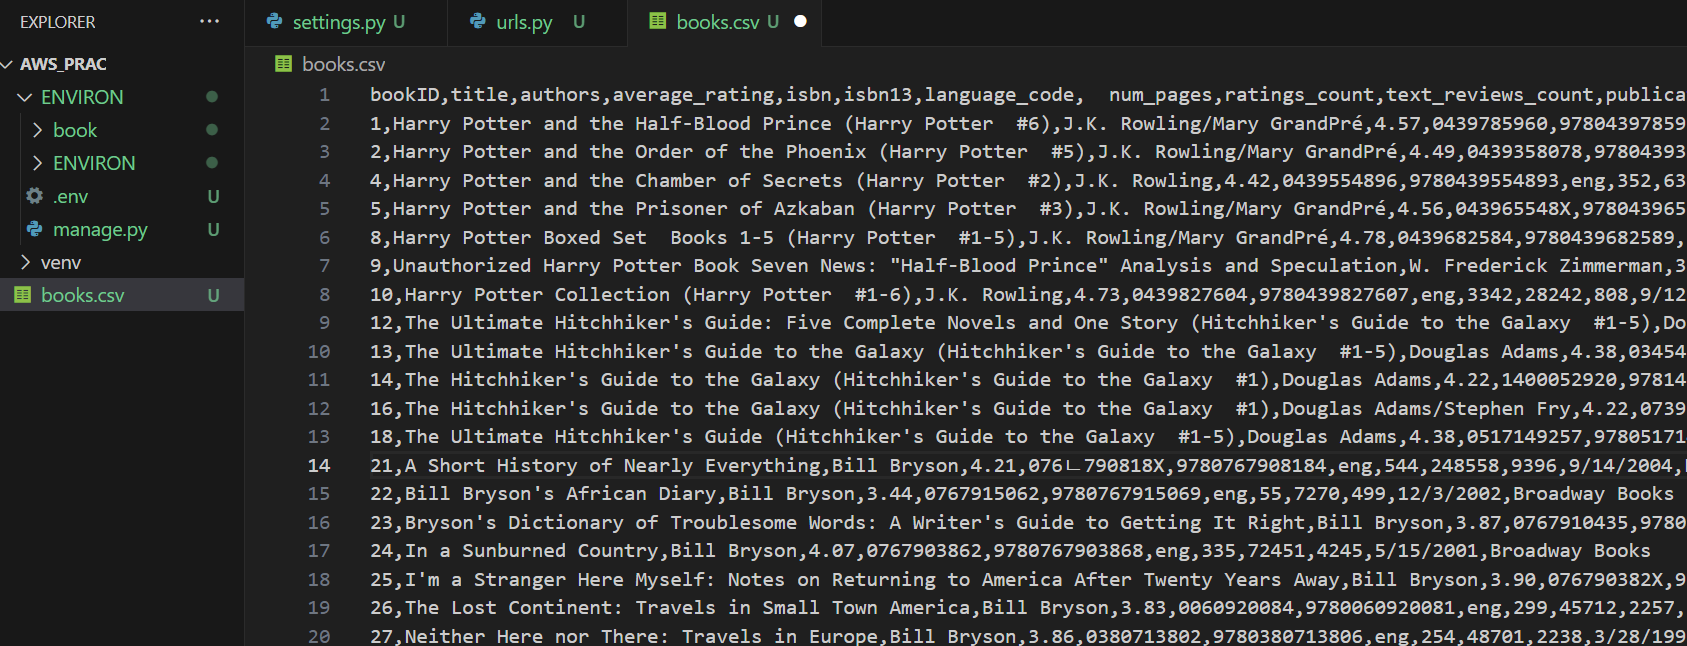 EXPLORER ···
settings.py U urls.py U books.csv U
AWS_PRAC
books.csv
ENVIRON
book
ENVIRON
.env U
manage.py U
venv
books.csv U
1 bookID,title,authors,average_rating,isbn,isbn13,language_code,  num_pages,ratings_count,text_reviews_count,publica
2 1,Harry Potter and the Half-Blood Prince (Harry Potter  #6),J.K. Rowling/Mary GrandPré,4.57,0439785960,97804397859
3 2,Harry Potter and the Order of the Phoenix (Harry Potter  #5),J.K. Rowling/Mary GrandPré,4.49,0439358078,97804393
4 4,Harry Potter and the Chamber of Secrets (Harry Potter  #2),J.K. Rowling,4.42,0439554896,9780439554893,eng,352,63
5 5,Harry Potter and the Prisoner of Azkaban (Harry Potter  #3),J.K. Rowling/Mary GrandPré,4.56,043965548X,978043965
6 8,Harry Potter Boxed Set  Books 1-5 (Harry Potter  #1-5),J.K. Rowling/Mary GrandPré,4.78,0439682584,9780439682589,
7 9,Unauthorized Harry Potter Book Seven News: "Half-Blood Prince" Analysis and Speculation,W. Frederick Zimmerman,3
8 10,Harry Potter Collection (Harry Potter  #1-6),J.K. Rowling,4.73,0439827604,9780439827607,eng,3342,28242,808,9/12
9 12,The Ultimate Hitchhiker's Guide: Five Complete Novels and One Story (Hitchhiker's Guide to the Galaxy  #1-5),Do
10 13,The Ultimate Hitchhiker's Guide to the Galaxy (Hitchhiker's Guide to the Galaxy  #1-5),Douglas Adams,4.38,03454
11 14,The Hitchhiker's Guide to the Galaxy (Hitchhiker's Guide to the Galaxy  #1),Douglas Adams,4.22,1400052920,97814
12 16,The Hitchhiker's Guide to the Galaxy (Hitchhiker's Guide to the Galaxy  #1),Douglas Adams/Stephen Fry,4.22,0739
13 18,The Ultimate Hitchhiker's Guide (Hitchhiker's Guide to the Galaxy  #1-5),Douglas Adams,4.38,0517149257,97805171
14 21,A Short History of Nearly Everything,Bill Bryson,4.21,076ㄴ790818X,9780767908184,eng,544,248558,9396,9/14/2004,
15 22,Bill Bryson's African Diary,Bill Bryson,3.44,0767915062,9780767915069,eng,55,7270,499,12/3/2002,Broadway Books
16 23,Bryson's Dictionary of Troublesome Words: A Writer's Guide to Getting It Right,Bill Bryson,3.87,0767910435,9780
17 24,In a Sunburned Country,Bill Bryson,4.07,0767903862,9780767903868,eng,335,72451,4245,5/15/2001,Broadway Books
18 25,I'm a Stranger Here Myself: Notes on Returning to America After Twenty Years Away,Bill Bryson,3.90,076790382X,9
19 26,The Lost Continent: Travels in Small Town America,Bill Bryson,3.83,0060920084,9780060920081,eng,299,45712,2257,
20 27,Neither Here nor There: Travels in Europe,Bill Bryson,3.86,0380713802,9780380713806,eng,254,48701,2238,3/28/199